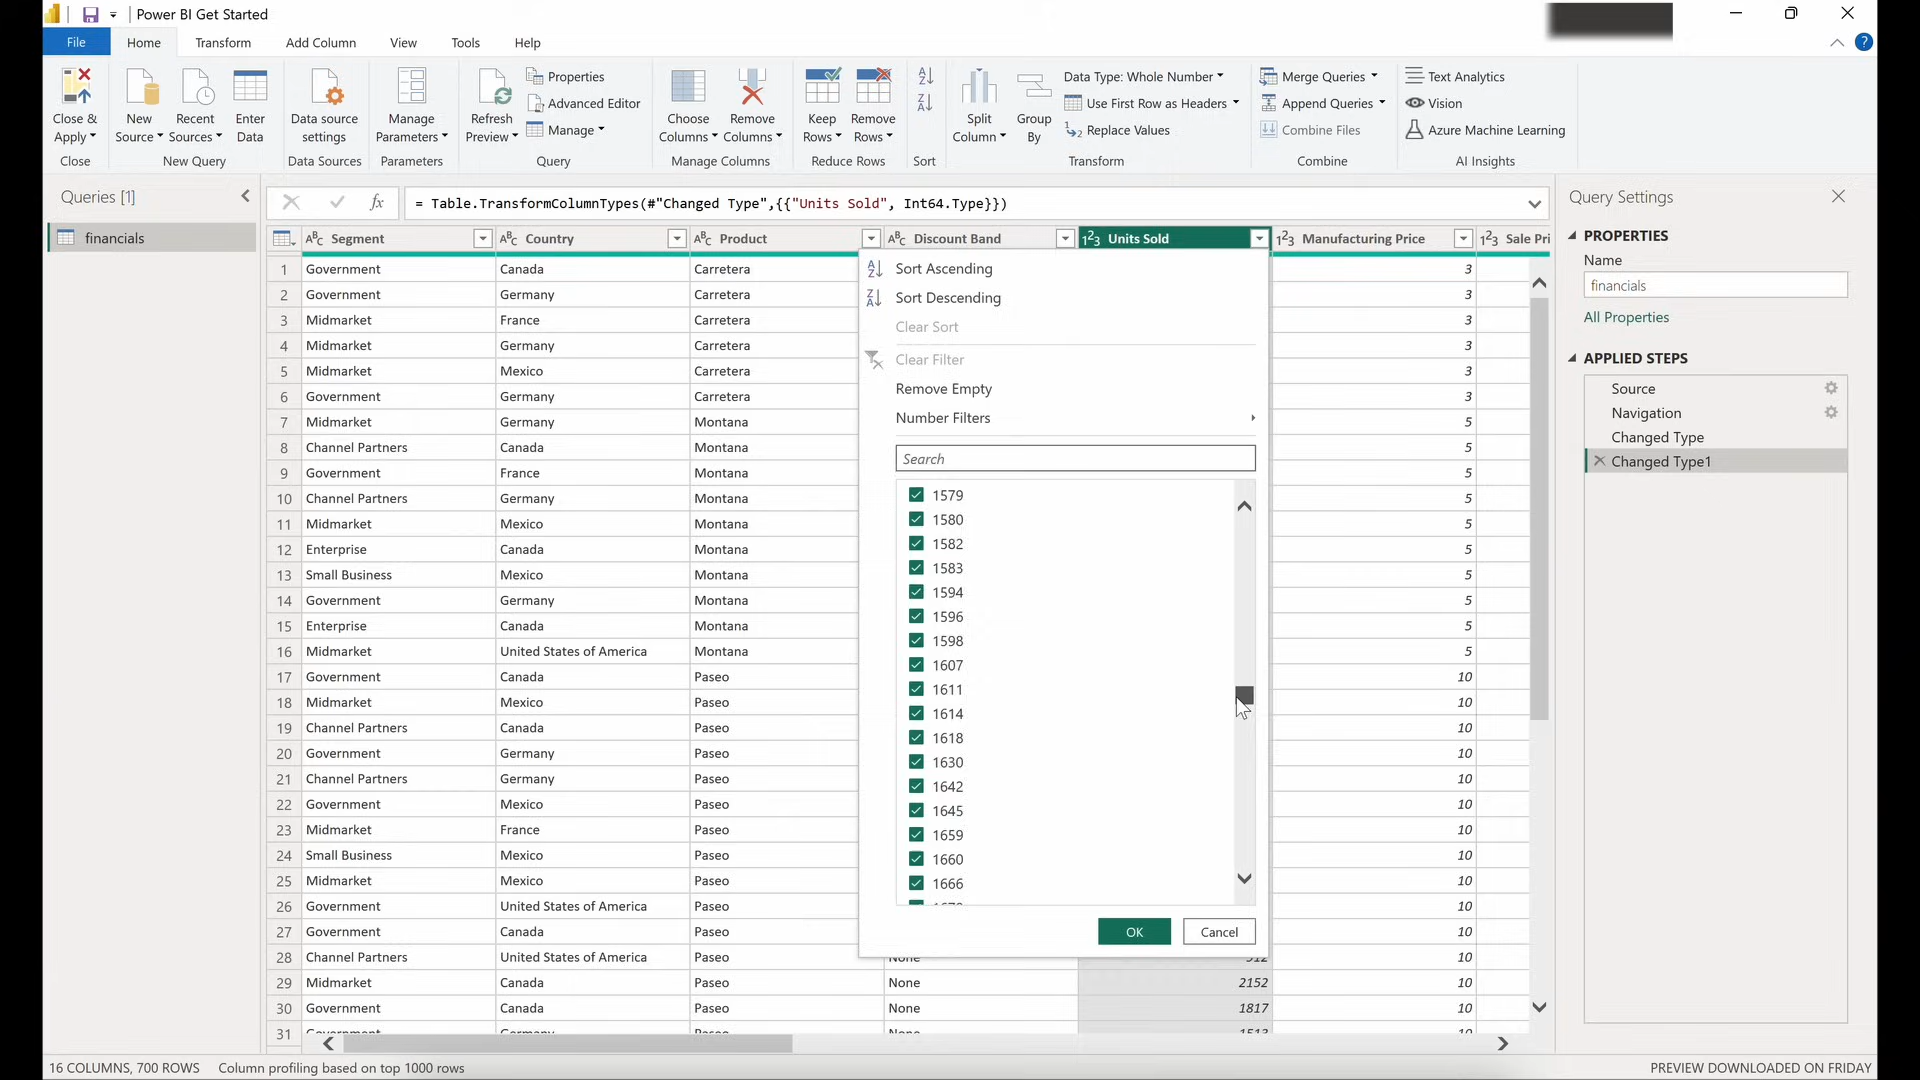 Power BI Get Started
File Home Transform Add Column View Tools Help
Close & Apply
Close
New Source
Recent Sources
Enter Data
New Query
Data source settings
Data Sources
Manage Parameters
Parameters
Refresh Preview
Properties
Advanced Editor
Manage
Query
Choose Columns
Remove Columns
Manage Columns
Keep Rows
Remove Rows
Reduce Rows
Sort
Split Column
Group By
Data Type: Whole Number
Use First Row as Headers
Replace Values
Transform
Merge Queries
Append Queries
Combine Files
Combine
Text Analytics
Vision
Azure Machine Learning
AI Insights
Queries [1]
financials
fx = Table.TransformColumnTypes(#"Changed Type",{{"Units Sold", Int64.Type}})
Segment Country Product Discount Band Units Sold Manufacturing Price Sale Pri
1 Government Canada Carretera 3
2 Government Germany Carretera 3
3 Midmarket France Carretera 3
4 Midmarket Germany Carretera 3
5 Midmarket Mexico Carretera 3
6 Government Germany Carretera 3
7 Midmarket Germany Montana 5
8 Channel Partners Canada Montana 5
9 Government France Montana 5
10 Channel Partners Germany Montana 5
11 Midmarket Mexico Montana 5
12 Enterprise Canada Montana 5
13 Small Business Mexico Montana 5
14 Government Germany Montana 5
15 Enterprise Canada Montana 5
16 Midmarket United States of America Montana 5
17 Government Canada Paseo 10
18 Midmarket Mexico Paseo 10
19 Channel Partners Canada Paseo 10
20 Government Germany Paseo 10
21 Channel Partners Germany Paseo 10
22 Government Mexico Paseo 10
23 Midmarket France Paseo 10
24 Small Business Mexico Paseo 10
25 Midmarket Mexico Paseo 10
26 Government United States of America Paseo 10
27 Government Canada Paseo 10
28 Channel Partners United States of America Paseo None 10
29 Midmarket Canada Paseo None 2152 10
30 Government Canada Paseo None 1817 10
31 Government Germany Paseo None 1513 10
Sort Ascending
Sort Descending
Clear Sort
Clear Filter
Remove Empty
Number Filters
Search
1579
1580
1582
1583
1594
1596
1598
1607
1611
1614
1618
1630
1642
1645
1659
1660
1666
OK Cancel
Query Settings
PROPERTIES
Name
financials
All Properties
APPLIED STEPS
Source
Navigation
Changed Type
Changed Type1
16 COLUMNS, 700 ROWS Column profiling based on top 1000 rows
PREVIEW DOWNLOADED ON FRIDAY